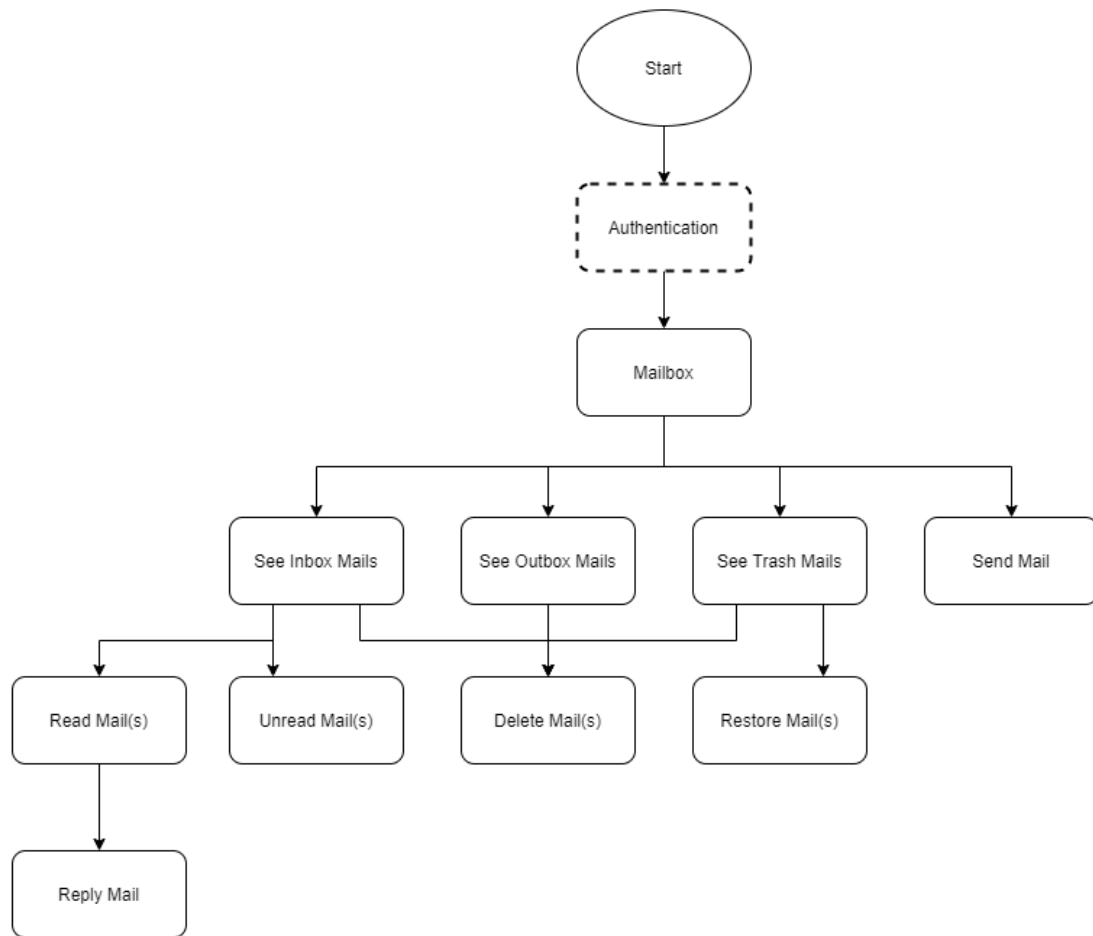 Start
Authentication
Mailbox
See Inbox Mails
See Outbox Mails
See Trash Mails
Send Mail
Read Mail(s)
Unread Mail(s)
Delete Mail(s)
Restore Mail(s)
Reply Mail